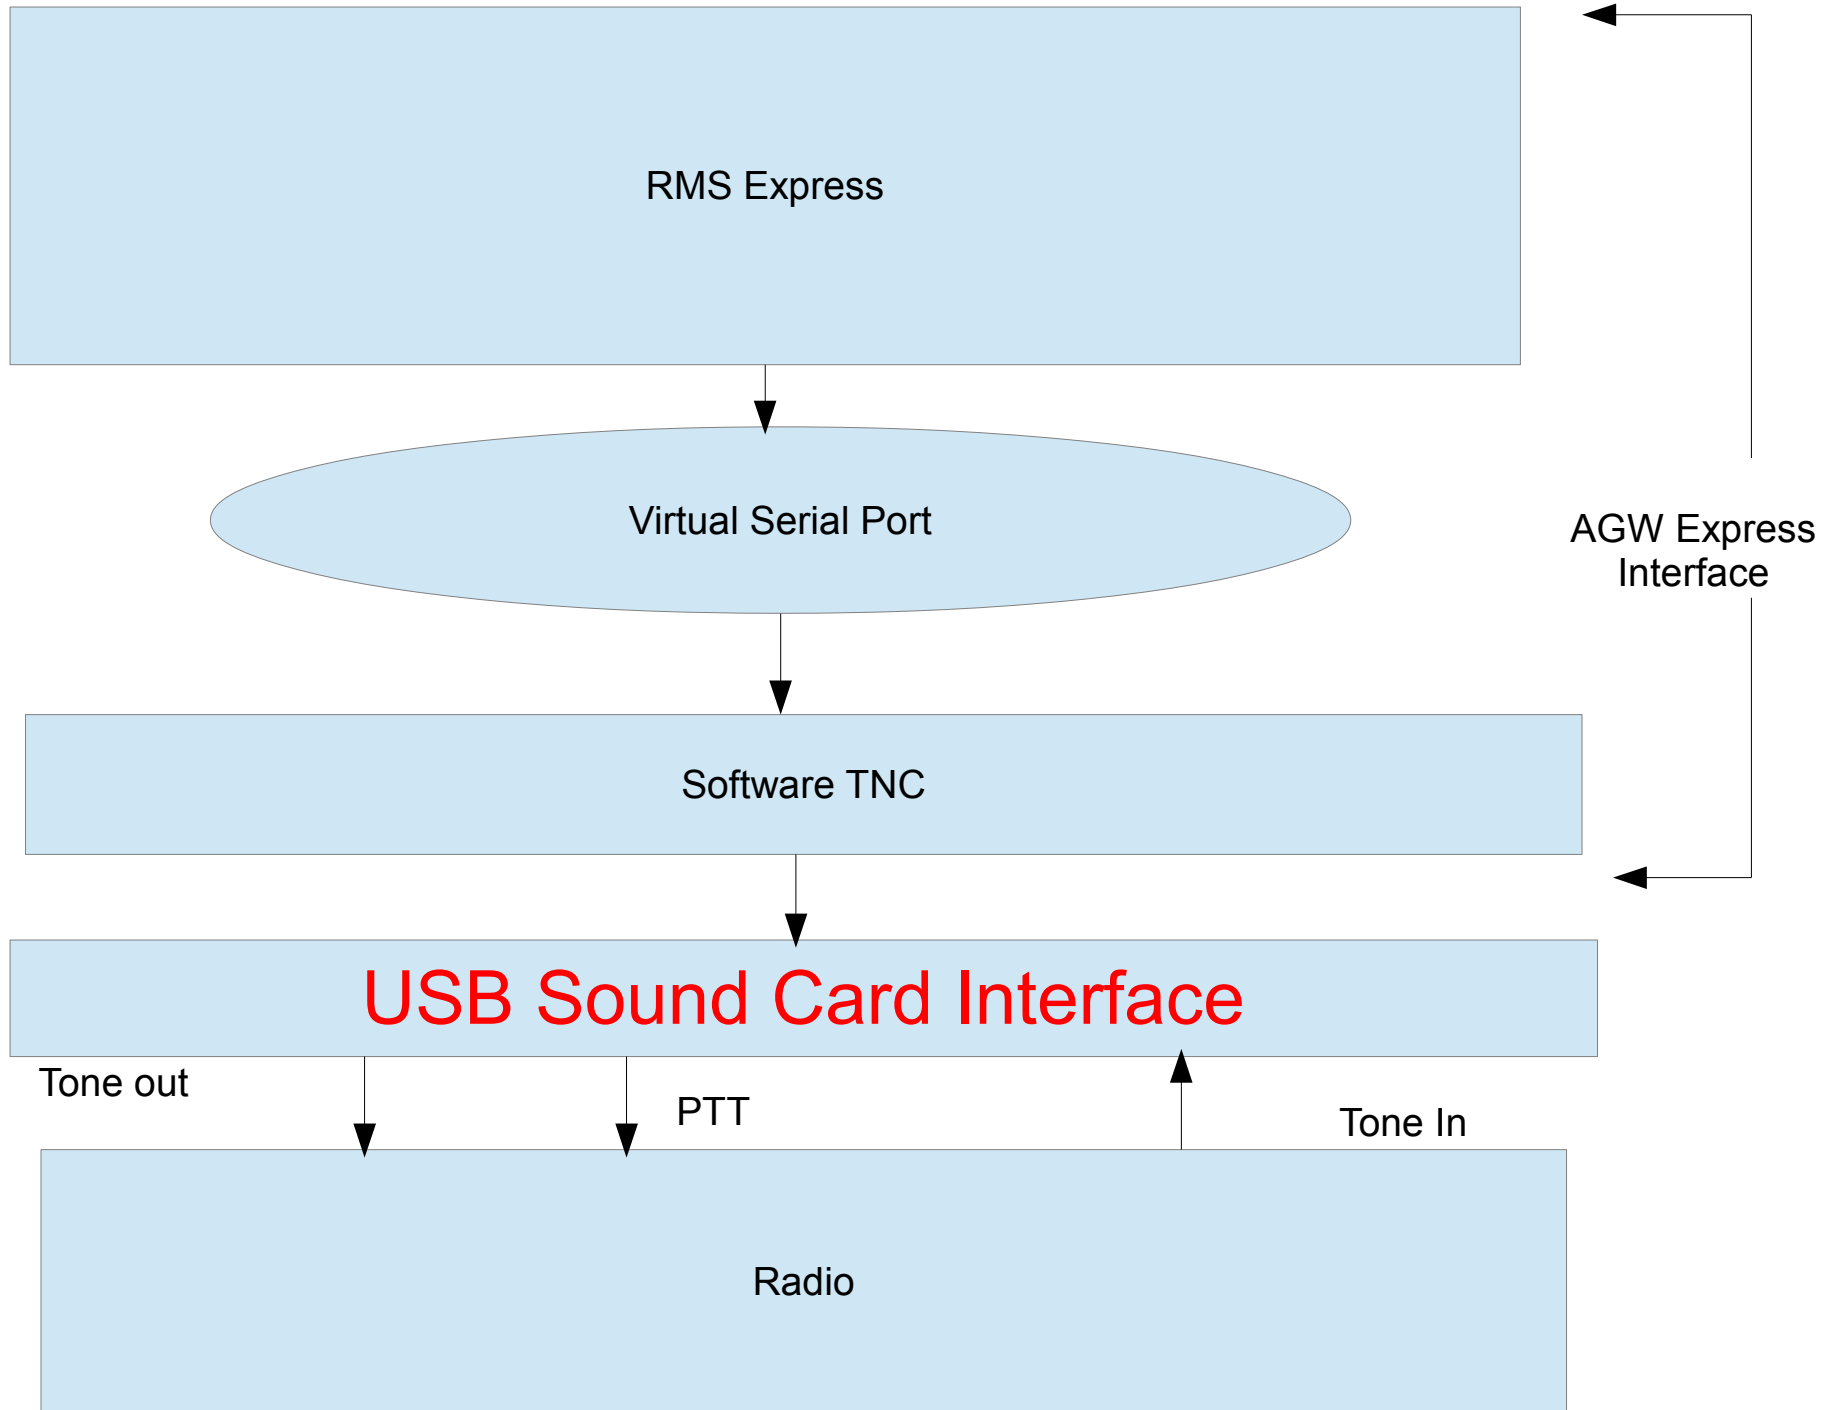 RMS Express
Virtual Serial Port
AGW Express
Interface
Software TNC
USB Sound Card Interface
Tone out
PTT
Tone In
Radio